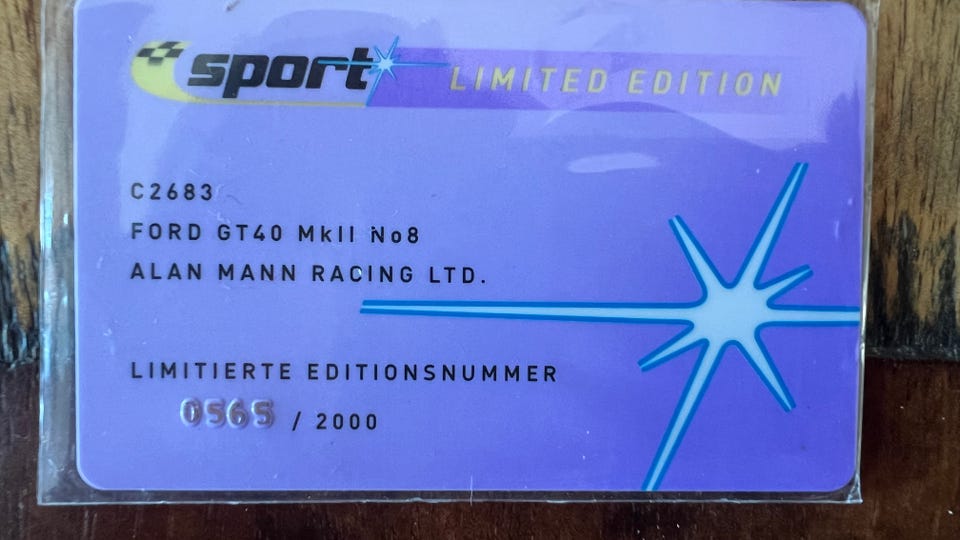 sport LIMITED EDITION
C2683
FORD GT40 MkII No8
ALAN MANN RACING LTD.
LIMITIERTE EDITIONSNUMMER
0565 / 2000